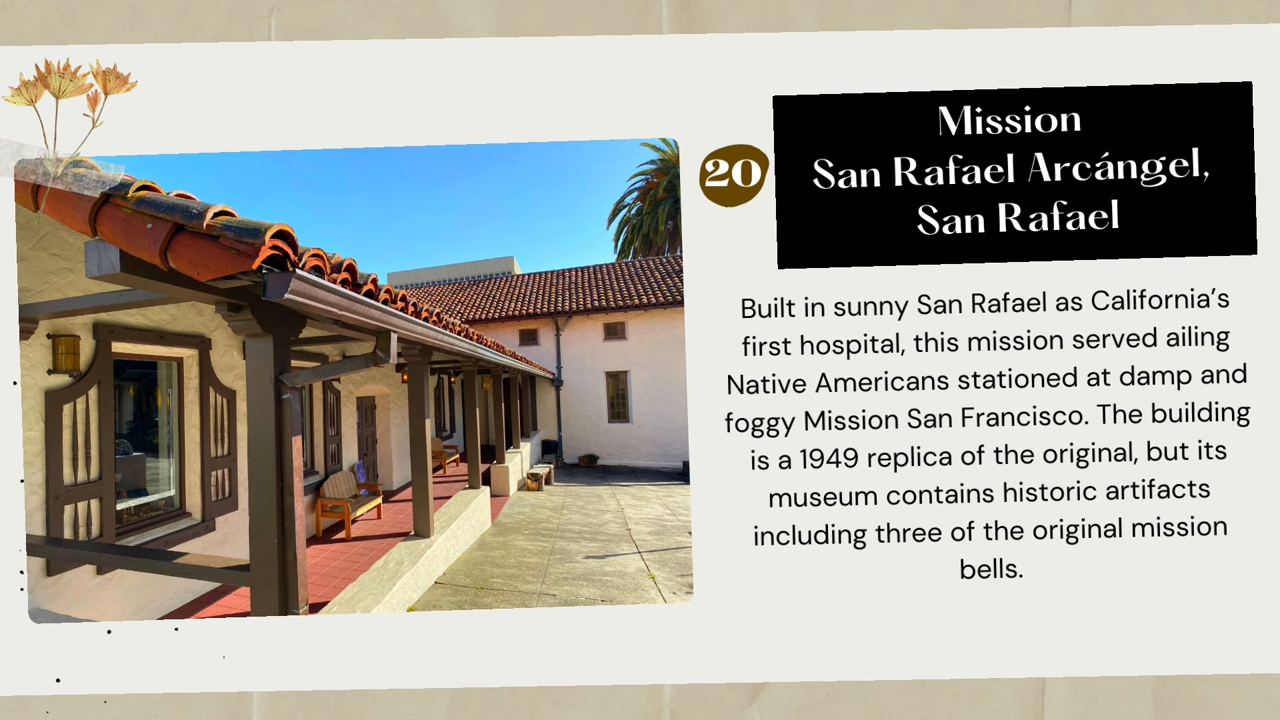 20
Mission
San Rafael Arcángel,
San Rafael
Built in sunny San Rafael as California’s
first hospital, this mission served ailing
Native Americans stationed at damp and
foggy Mission San Francisco. The building
is a 1949 replica of the original, but its
museum contains historic artifacts
including three of the original mission
bells.